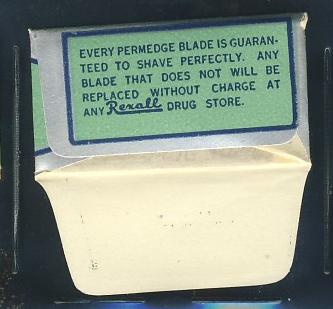 EVERY PERMEDGE BLADE IS GUARAN-
TEED TO SHAVE PERFECTLY. ANY
BLADE THAT DOES NOT WILL BE
REPLACED WITHOUT CHARGE AT
ANY Rexall DRUG STORE.